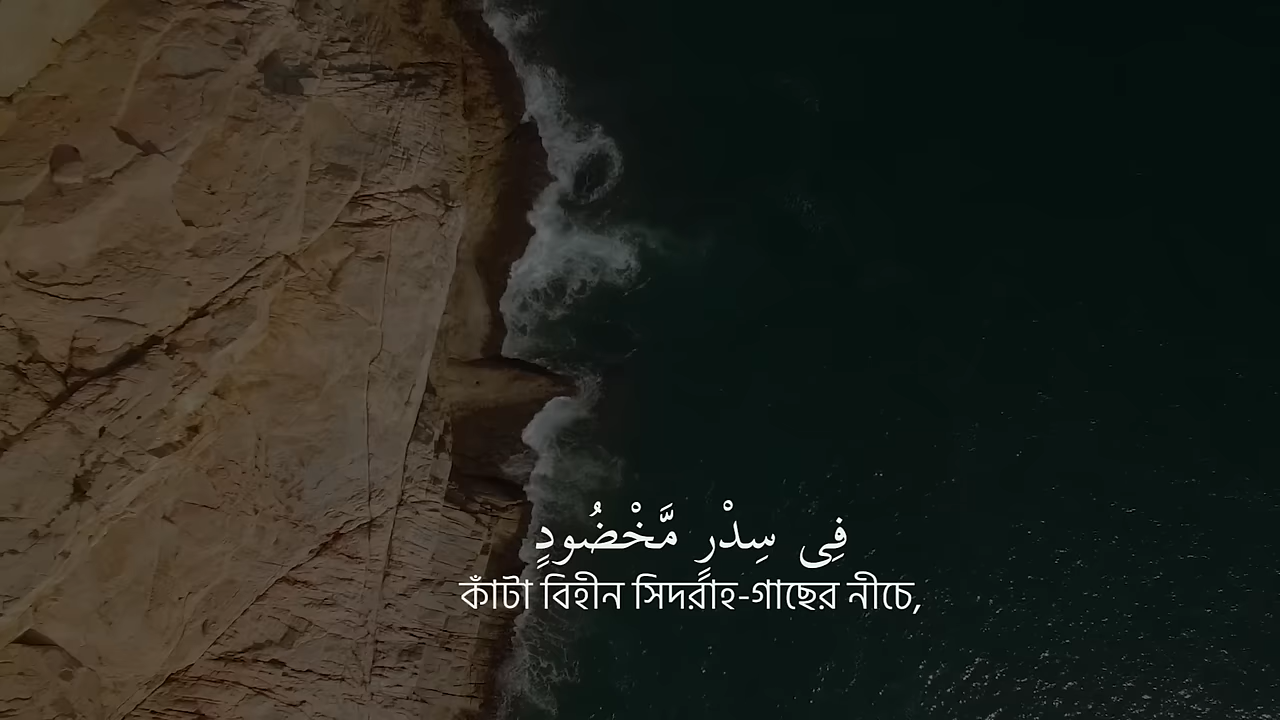 فِى سِدْرٍ مَّخْضُودٍ
কাঁটা বিহীন সিদরাহ-গাছের নীচে,